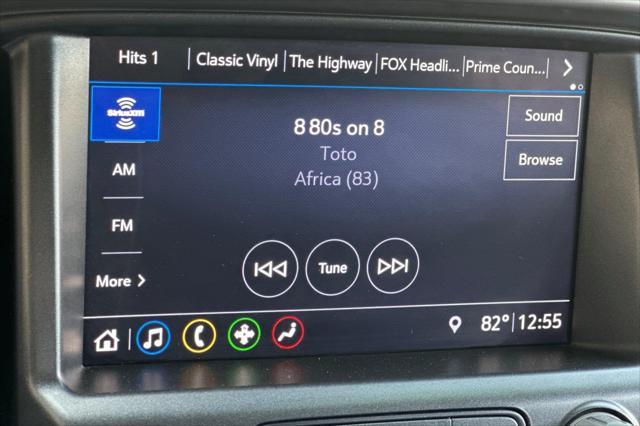 Hits 1
Classic Vinyl
The Highway
FOX Headli...
Prime Coun...
SiriusXM
8 80s on 8
Sound
Toto
Browse
AM
Africa (83)
FM
Tune
More
82° 12:55